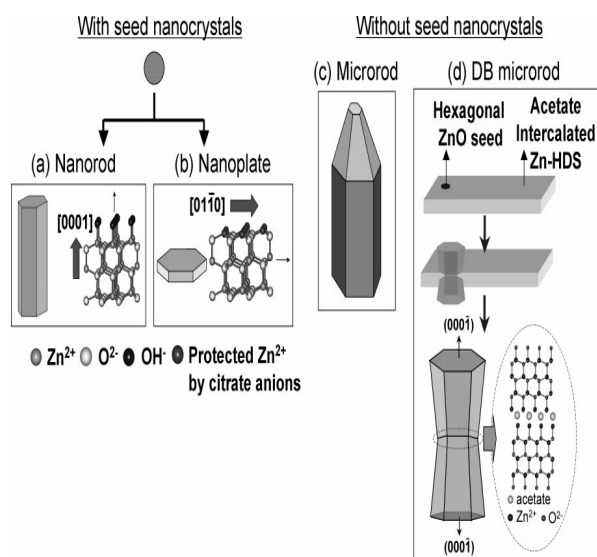 With seed nanocrystals
Without seed nanocrystals
(a) Nanorod
(b) Nanoplate
[0001]
[011̄0]
Zn²⁺ O²⁻ OH⁻ Protected Zn²⁺
by citrate anions
(c) Microrod
(d) DB microrod
Hexagonal
ZnO seed
Acetate
Intercalated
Zn-HDS
(0001̄)
(0001̄)
acetate
Zn²⁺ O²⁻